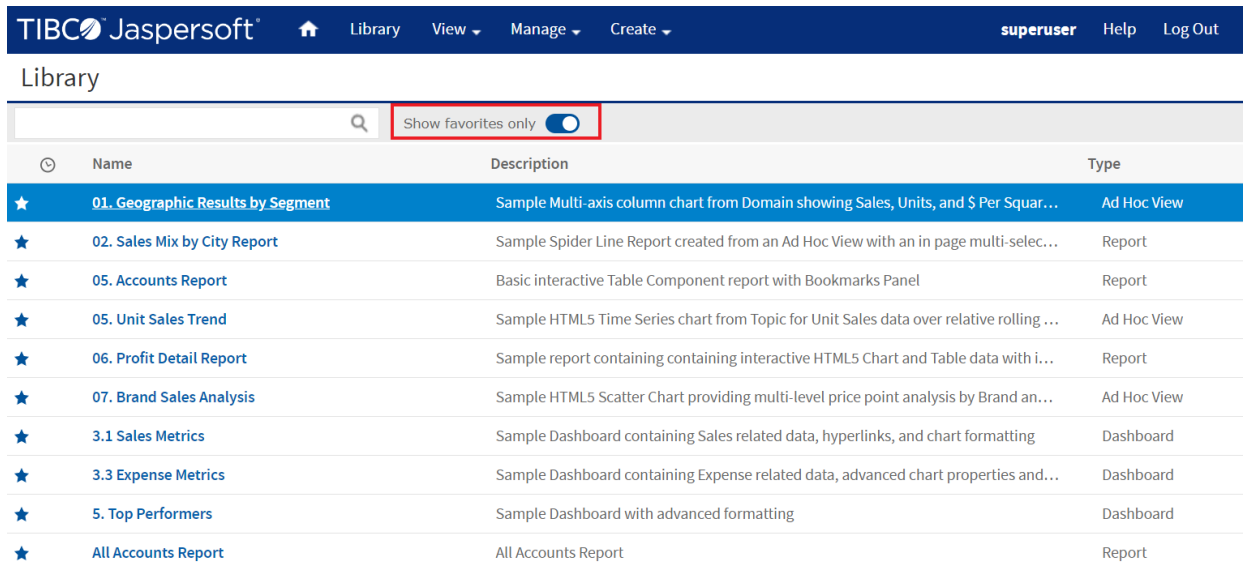 TIBCO™ Jaspersoft® Library View Manage Create superuser Help Log Out
Library
Show favorites only
Name Description Type
01. Geographic Results by Segment Sample Multi-axis column chart from Domain showing Sales, Units, and $ Per Squar... Ad Hoc View
02. Sales Mix by City Report Sample Spider Line Report created from an Ad Hoc View with an in page multi-selec... Report
05. Accounts Report Basic interactive Table Component report with Bookmarks Panel Report
05. Unit Sales Trend Sample HTML5 Time Series chart from Topic for Unit Sales data over relative rolling ... Ad Hoc View
06. Profit Detail Report Sample report containing containing interactive HTML5 Chart and Table data with i... Report
07. Brand Sales Analysis Sample HTML5 Scatter Chart providing multi-level price point analysis by Brand an... Ad Hoc View
3.1 Sales Metrics Sample Dashboard containing Sales related data, hyperlinks, and chart formatting Dashboard
3.3 Expense Metrics Sample Dashboard containing Expense related data, advanced chart properties and... Dashboard
5. Top Performers Sample Dashboard with advanced formatting Dashboard
All Accounts Report All Accounts Report Report